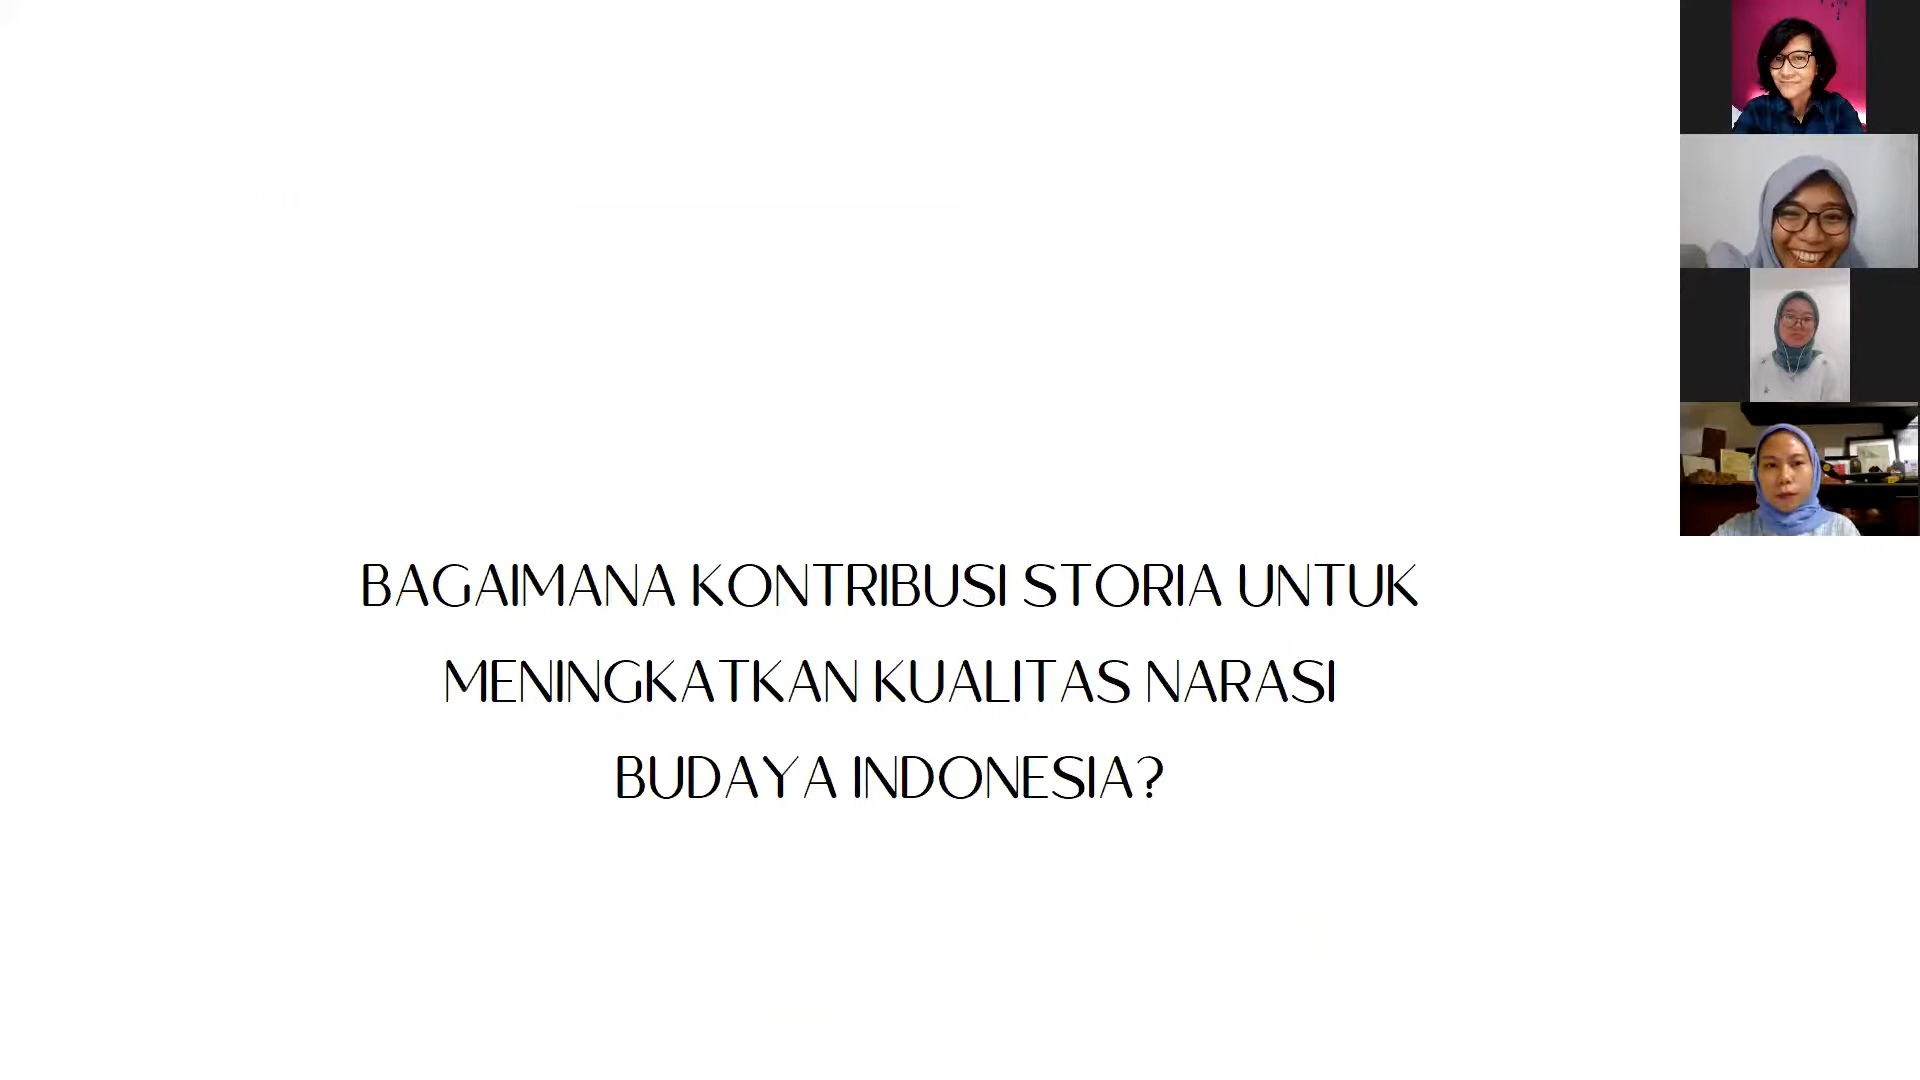 BAGAIMANA KONTRIBUSI STORIA UNTUK
MENINGKATKAN KUALITAS NARASI
BUDAYA INDONESIA?